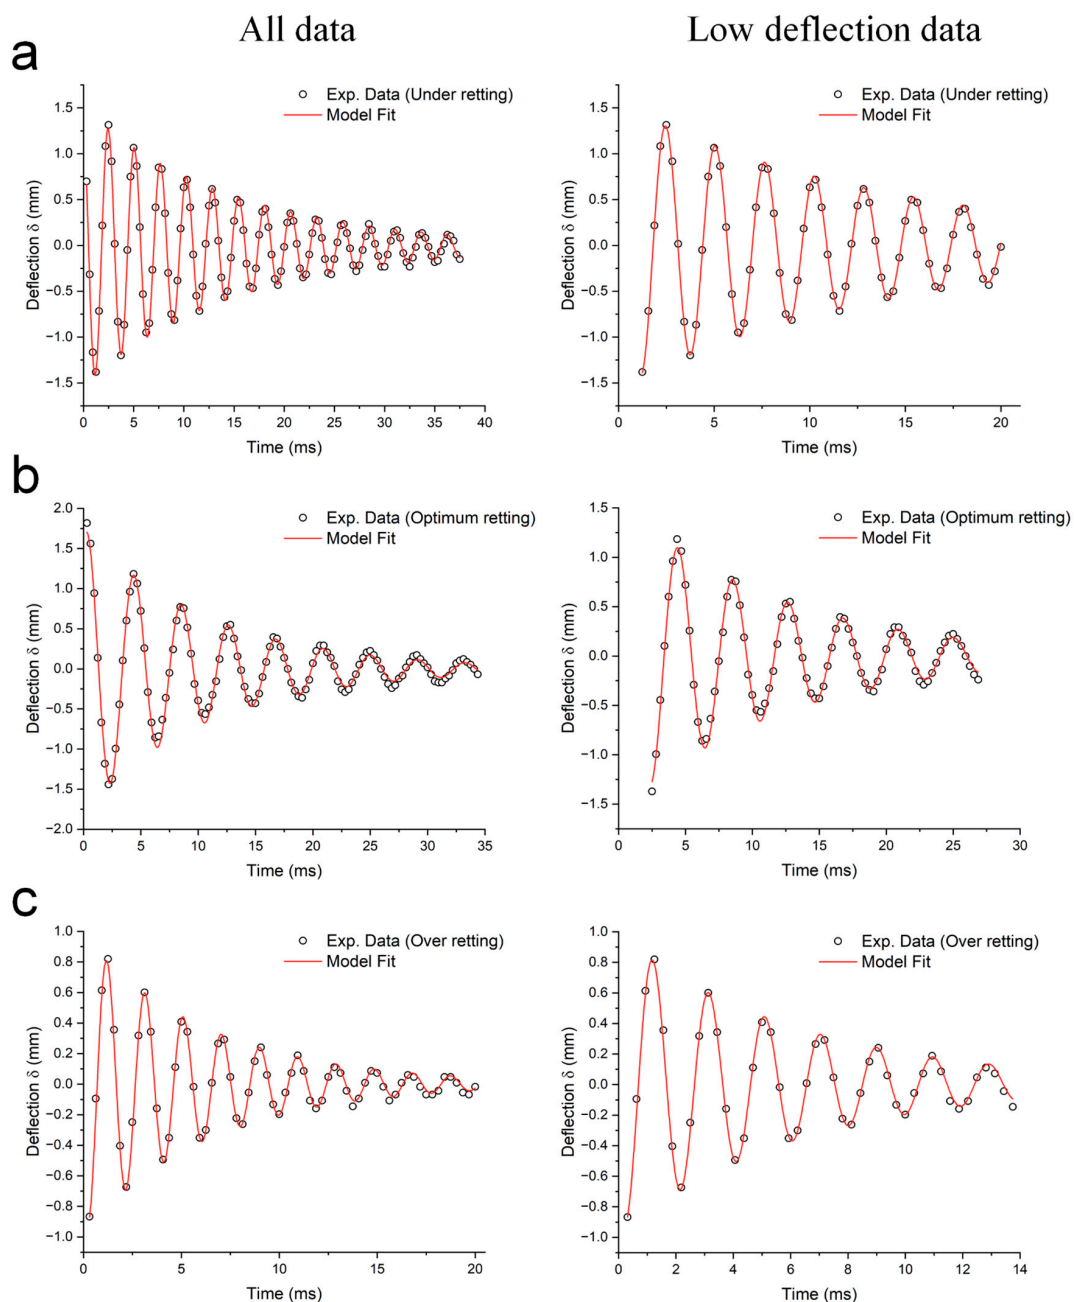 All data
Low deflection data
a
Exp. Data (Under retting)
Model Fit
1.5
1.0
0.5
0.0
−0.5
−1.0
−1.5
Deflection δ (mm)
0 5 10 15 20 25 30 35 40
Time (ms)
Exp. Data (Under retting)
Model Fit
1.5
1.0
0.5
0.0
−0.5
−1.0
−1.5
Deflection δ (mm)
0 5 10 15 20
Time (ms)
b
Exp. Data (Optimum retting)
Model Fit
2.0
1.5
1.0
0.5
0.0
−0.5
−1.0
−1.5
−2.0
Deflection δ (mm)
0 5 10 15 20 25 30 35
Time (ms)
Exp. Data (Optimum retting)
Model Fit
1.5
1.0
0.5
0.0
−0.5
−1.0
−1.5
Deflection δ (mm)
0 5 10 15 20 25 30
Time (ms)
c
Exp. Data (Over retting)
Model Fit
1.0
0.8
0.6
0.4
0.2
0.0
−0.2
−0.4
−0.6
−0.8
−1.0
Deflection δ (mm)
0 5 10 15 20
Time (ms)
Exp. Data (Over retting)
Model Fit
1.0
0.8
0.6
0.4
0.2
0.0
−0.2
−0.4
−0.6
−0.8
−1.0
Deflection δ (mm)
0 2 4 6 8 10 12 14
Time (ms)